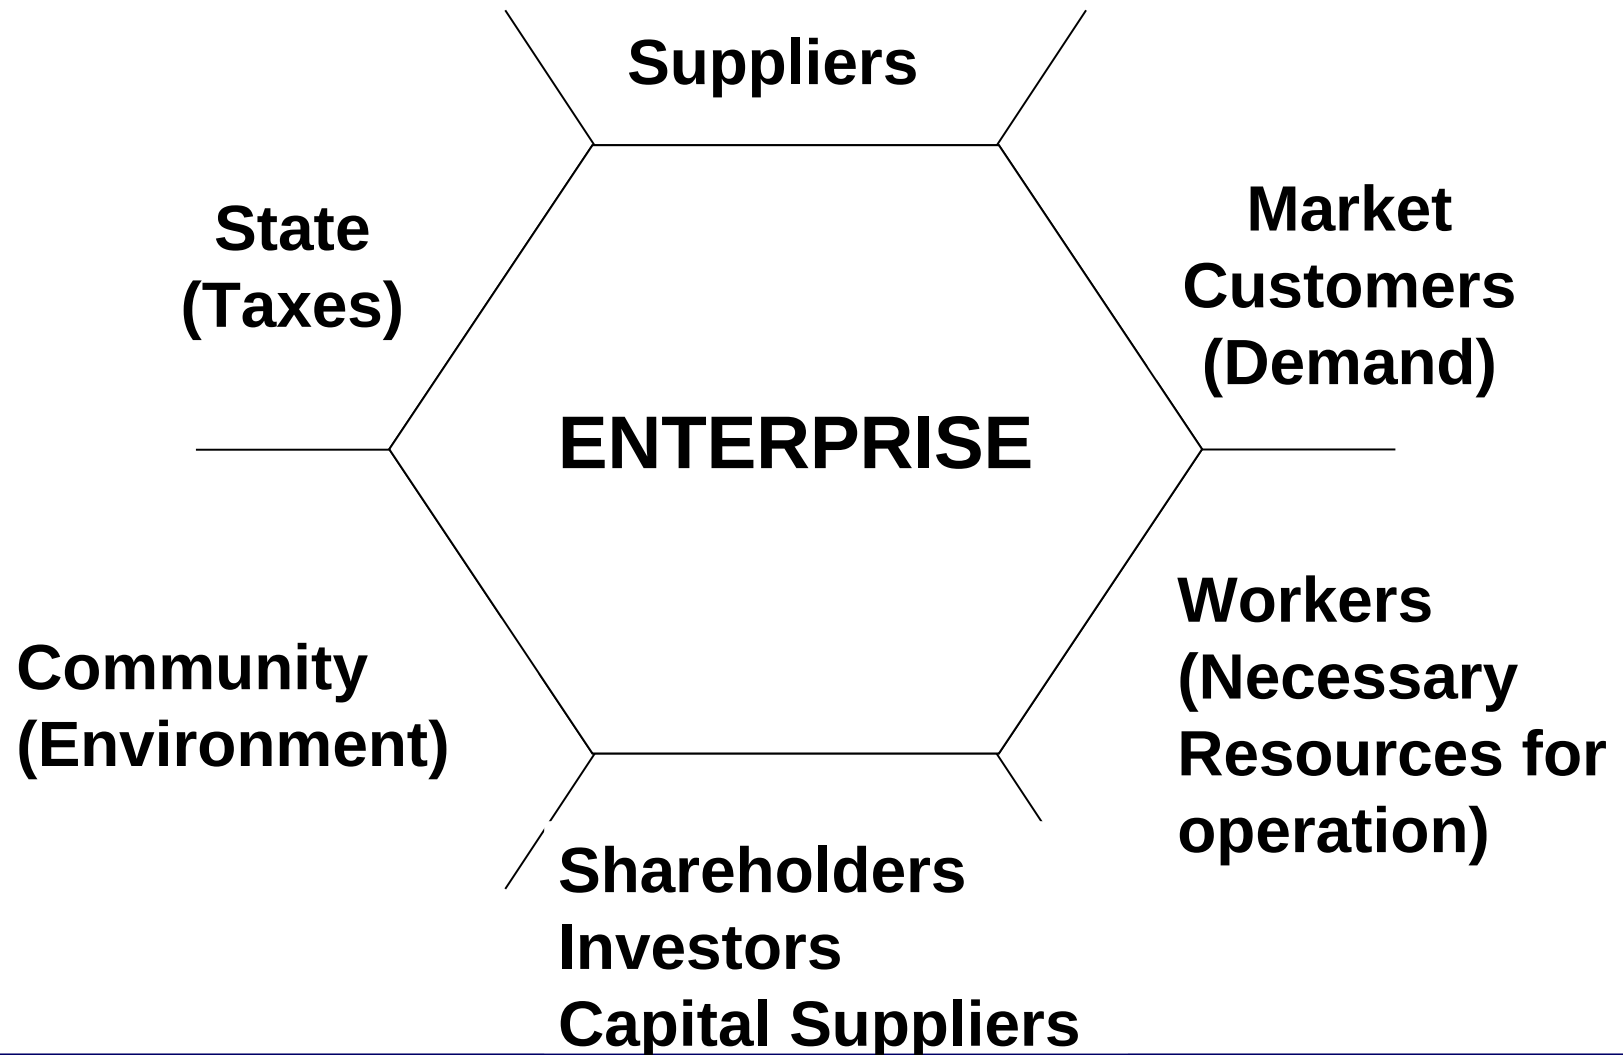 Suppliers
State
(Taxes)
Market
Customers
(Demand)
ENTERPRISE
Community
(Environment)
Workers
(Necessary
Resources for
operation)
Shareholders
Investors
Capital Suppliers